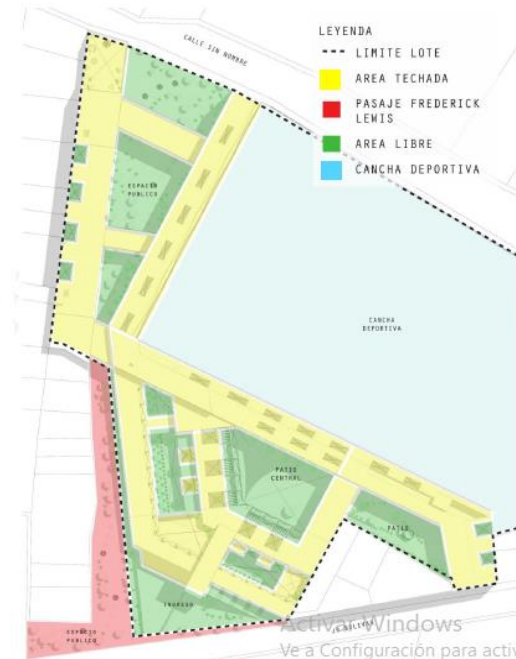 LEYENDA
LIMITE LOTE
AREA TECHADA
PASAJE FREDERICK
LEWIS
AREA LIBRE
CANCHA DEPORTIVA
CALLE SIN NOMBRE
ESPACIO
PUBLICO
CANCHA
DEPORTIVA
PATIO
CENTRAL
PATIO
INGRESO
ESPACIO
PUBLICO
Activar Windows
Ve a Configuración para activ